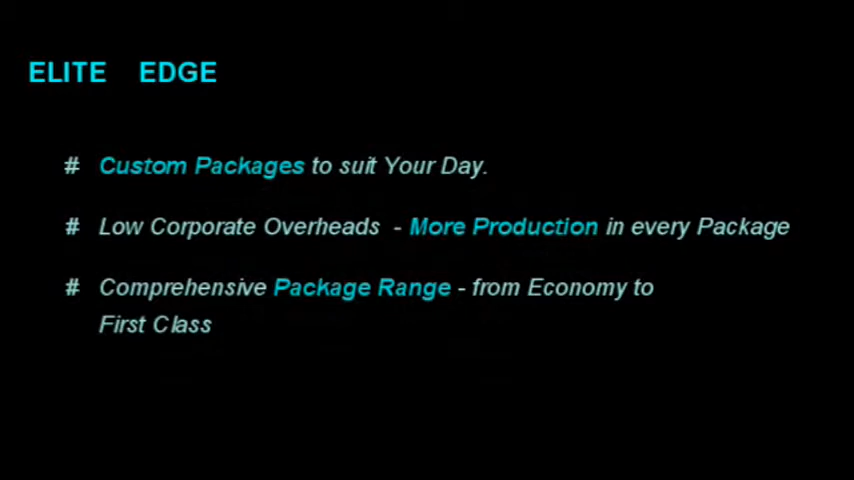 ELITE EDGE
# Custom Packages to suit Your Day.
# Low Corporate Overheads - More Production in every Package
# Comprehensive Package Range - from Economy to
First Class